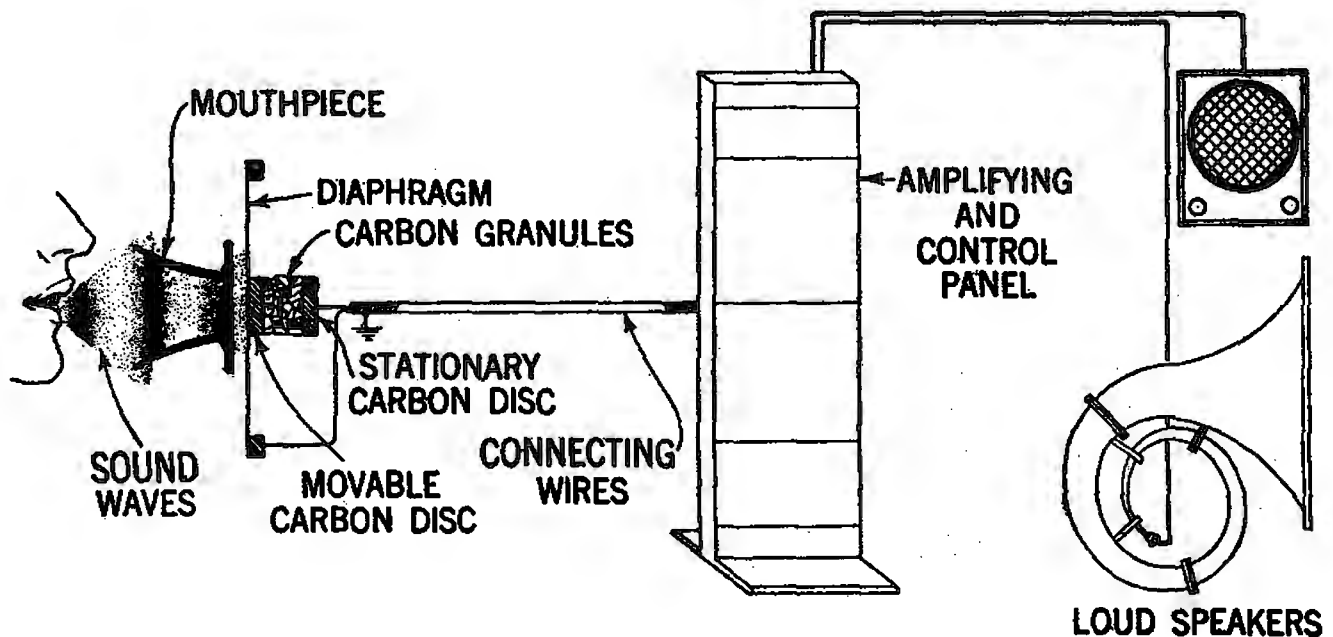 MOUTHPIECE
DIAPHRAGM
CARBON GRANULES
AMPLIFYING
AND
CONTROL
PANEL
STATIONARY
CARBON DISC
SOUND
WAVES
MOVABLE
CARBON DISC
CONNECTING
WIRES
LOUD SPEAKERS